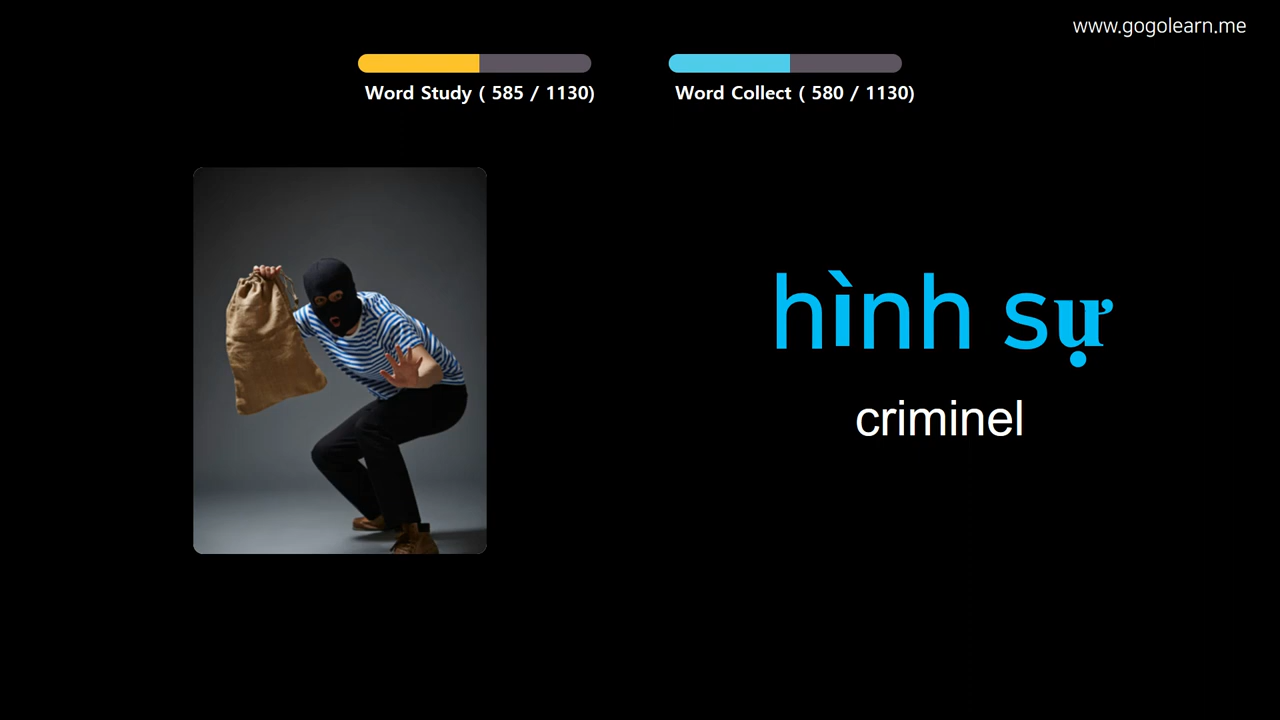 www.gogolearn.me
Word Study ( 585 / 1130)
Word Collect ( 580 / 1130)
hình sự
criminel